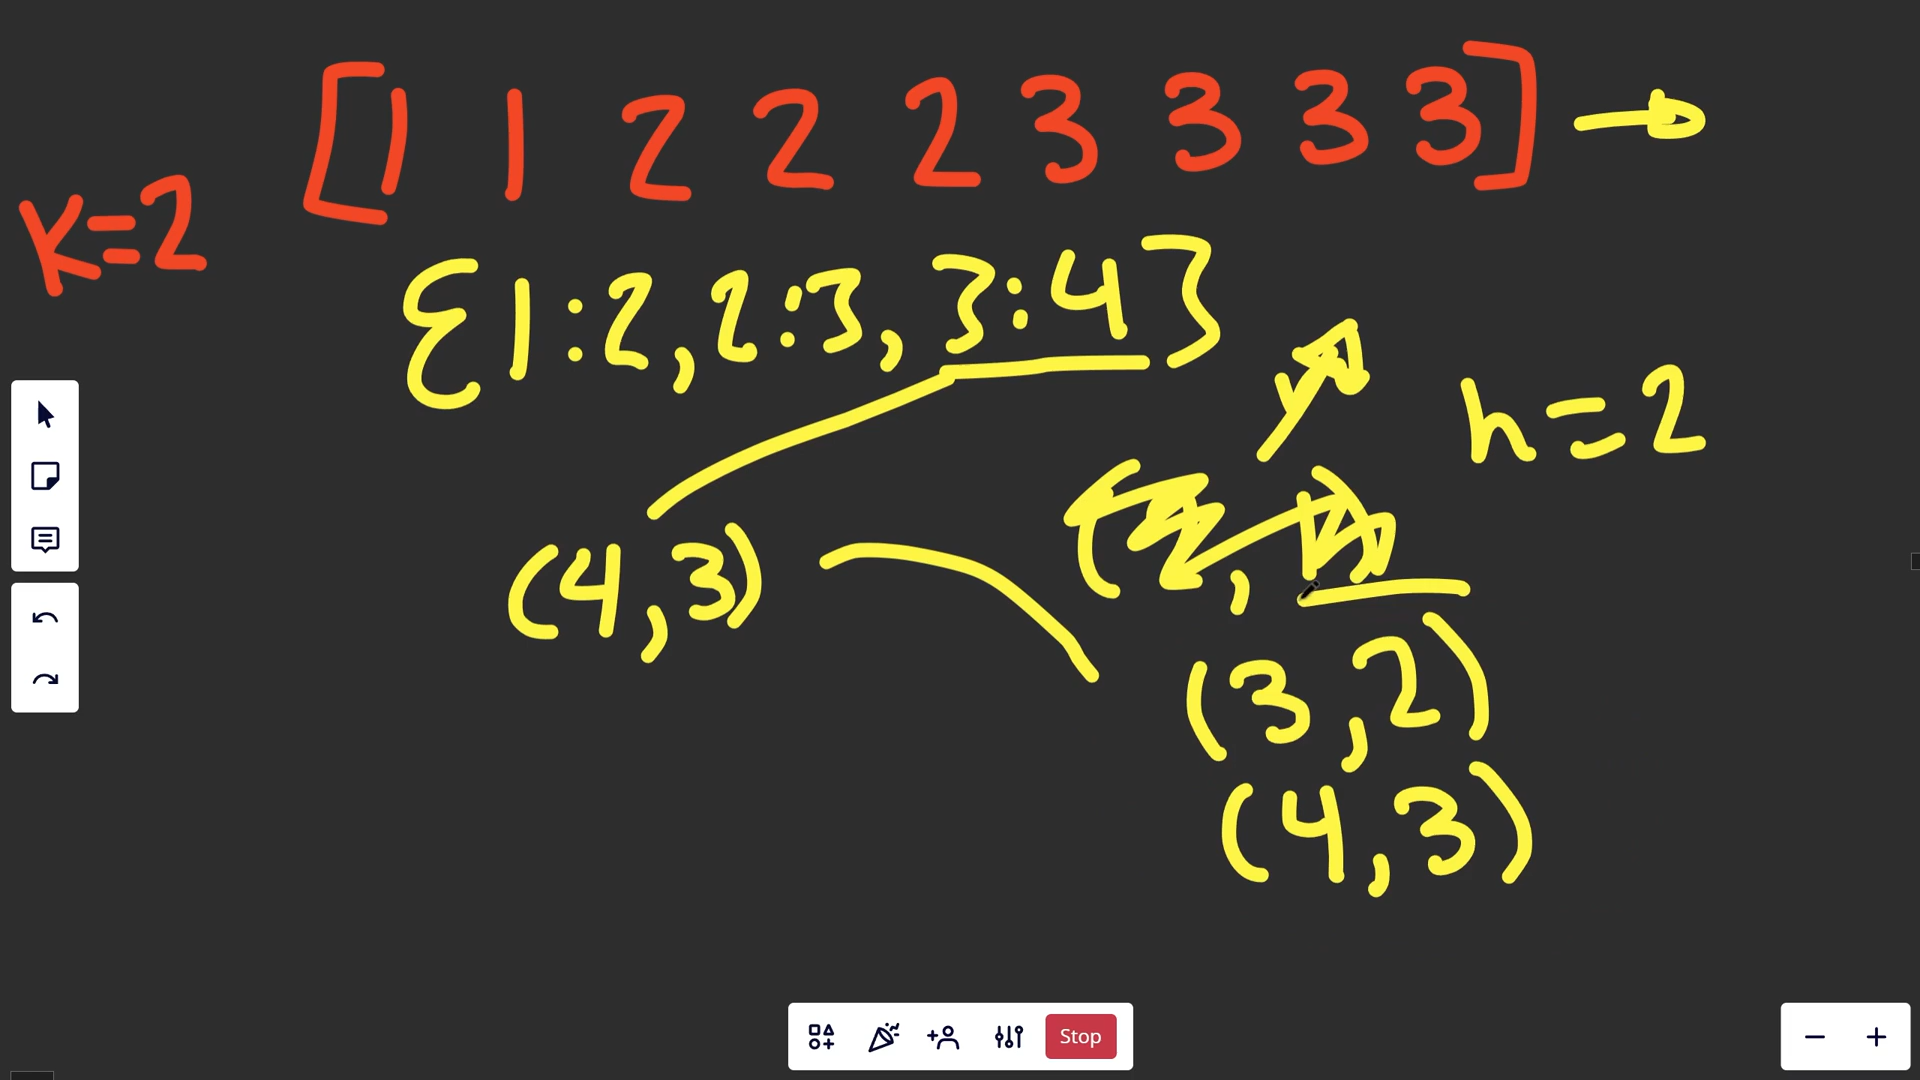 [1 1 2 2 2 3 3 3 3]
K=2
{1:2,2:3,3:4}
h=2
(4,3)
(3,2)
(4,3)
Stop